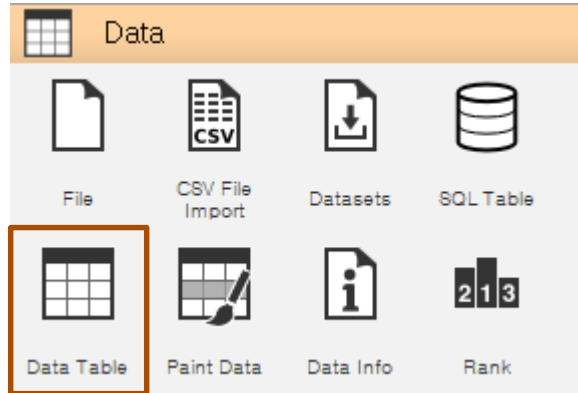 Data
CSV
File
CSV File
Import
Datasets
SQL Table
2 1 3
Data Table
Paint Data
Data Info
Rank